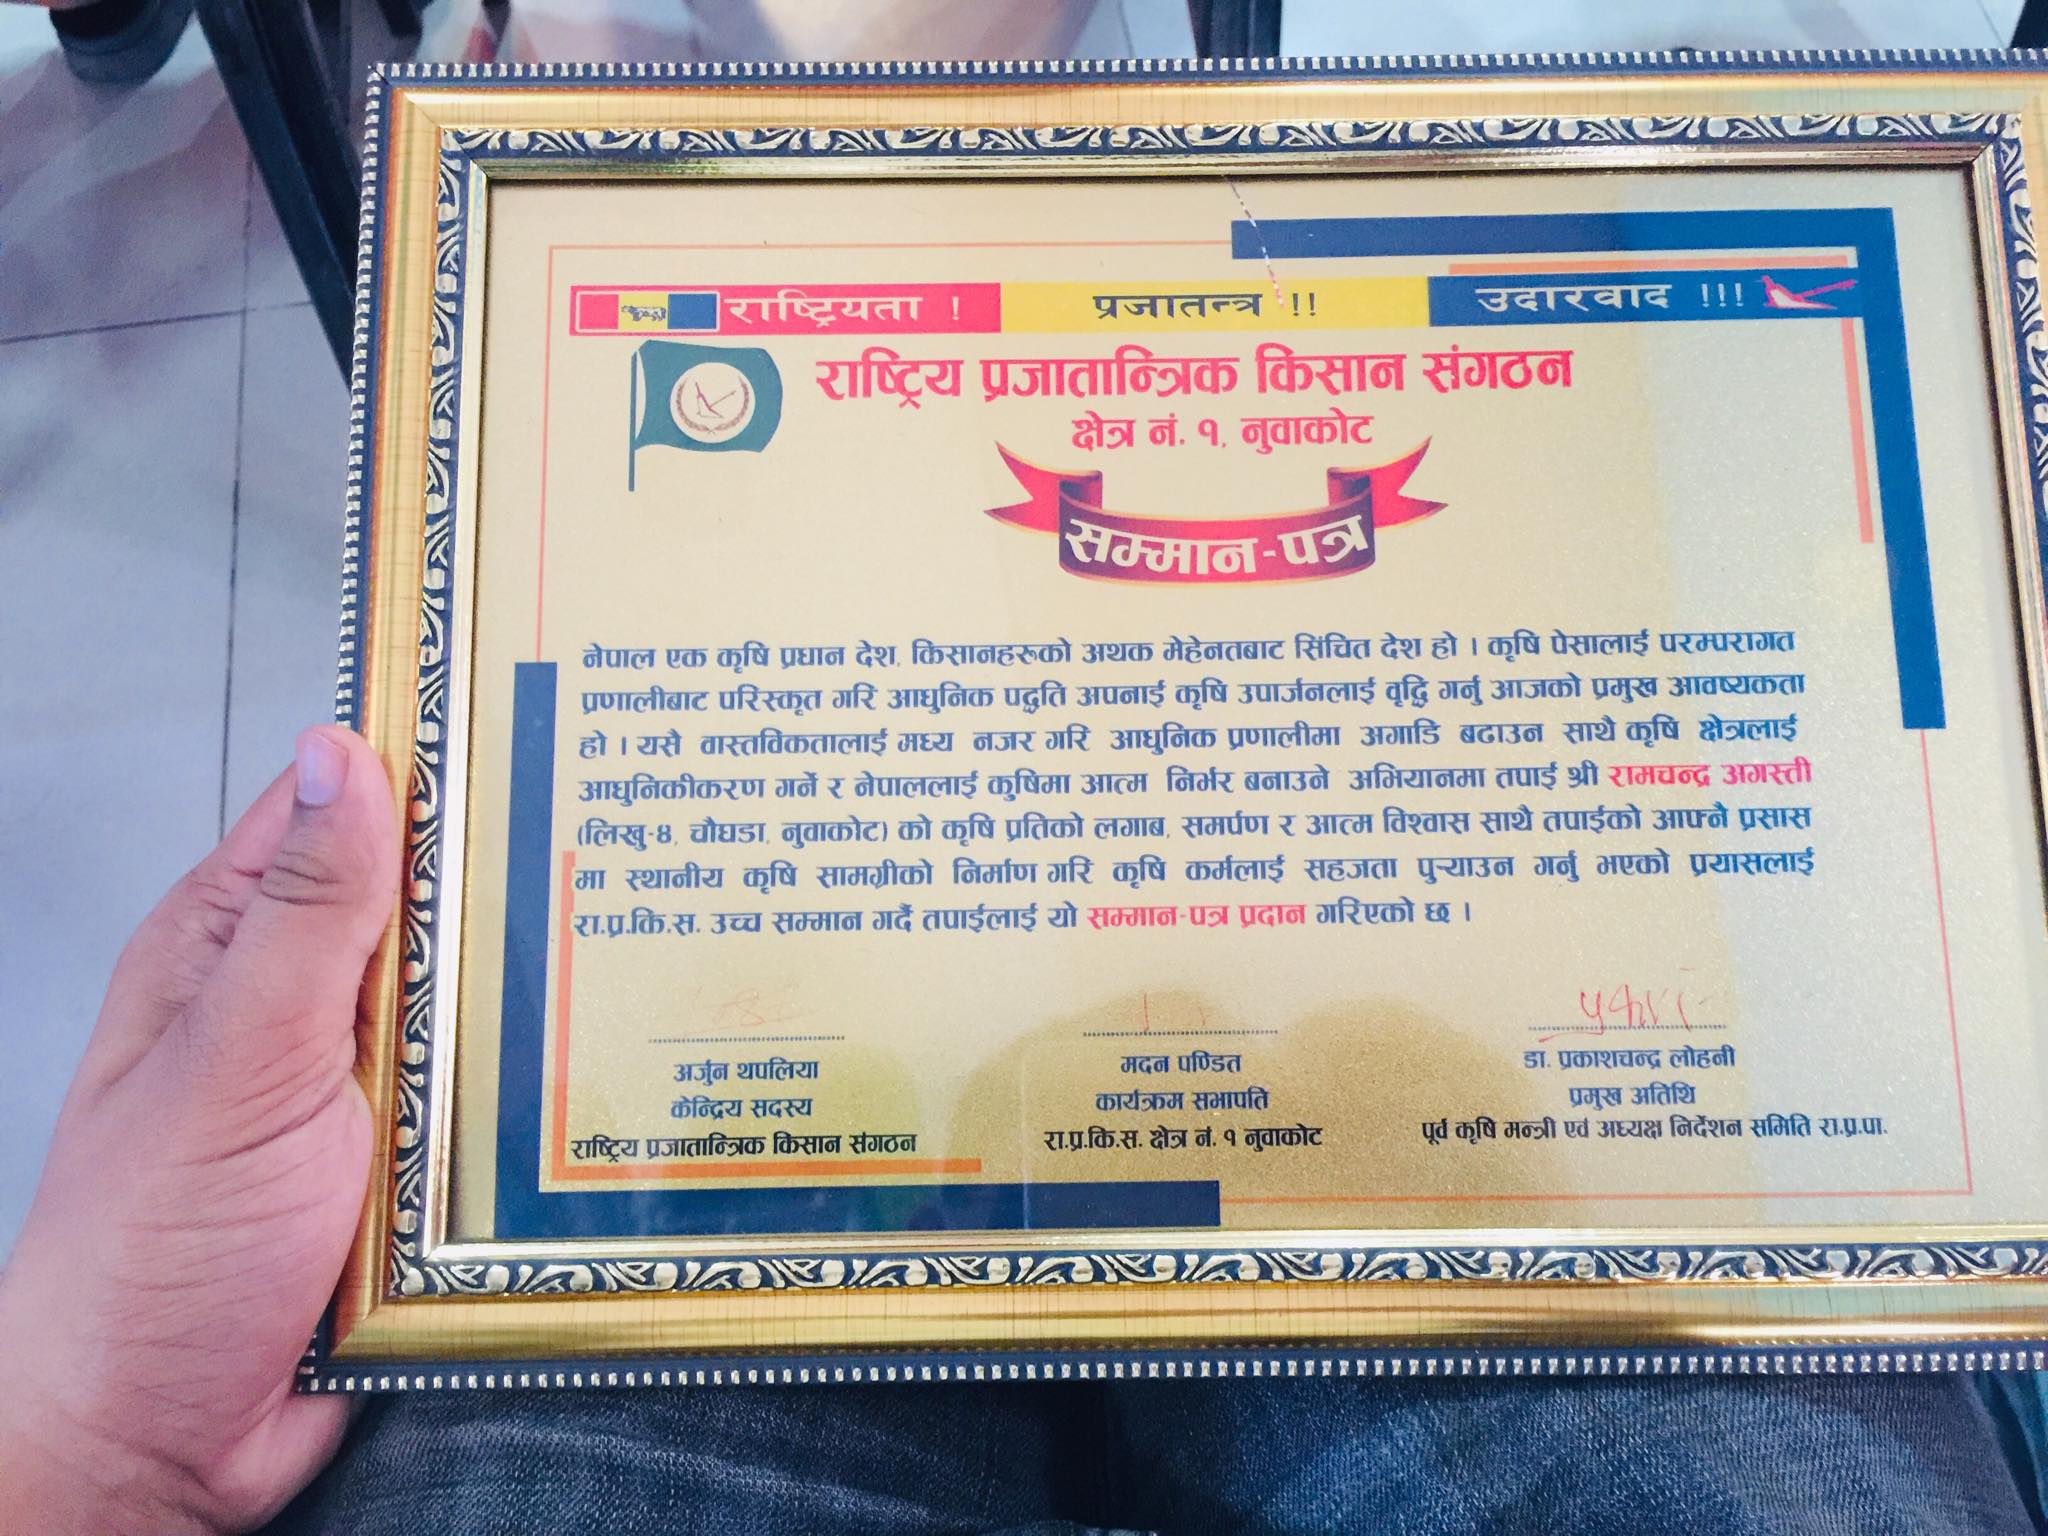 राष्ट्रियता ! प्रजातन्त्र !! उदारवाद !!!
राष्ट्रिय प्रजातान्त्रिक किसान संगठन
क्षेत्र नं. १, नुवाकोट
सम्मान-पत्र
नेपाल एक कृषि प्रधान देश, किसानहरुको अथक मेहेनतबाट सिंचित देश हो । कृषि पेसालाई परम्परागत
प्रणालीबाट परिस्कृत गरि आधुनिक पद्धति अपनाई कृषि उपार्जनलाई वृद्धि गर्नु आजको प्रमुख आवष्यकता
हो । यसै वास्तविकतालाई मध्य नजर गरि आधुनिक प्रणालीमा अगाडि बढाउन साथै कृषि क्षेत्रलाई
आधुनिकीकरण गर्ने र नेपाललाई कृषिमा आत्म निर्भर बनाउने अभियानमा तपाई श्री रामचन्द्र अगस्ती
(लिखु-४, चौघडा, नुवाकोट) को कृषि प्रतिको लगाब, समर्पण र आत्म विश्वास साथै तपाईको आफ्नै प्रसास
मा स्थानीय कृषि सामग्रीको निर्माण गरि कृषि कर्मलाई सहजता पुऱ्याउन गर्नु भएको प्रयासलाई
रा.प्र.कि.स. उच्च सम्मान गर्दै तपाईलाई यो सम्मान-पत्र प्रदान गरिएको छ ।
प्रकाश
अर्जुन थपलिया मदन पण्डित डा. प्रकाशचन्द्र लोहनी
केन्द्रिय सदस्य कार्यक्रम सभापति प्रमुख अतिथि
राष्ट्रिय प्रजातान्त्रिक किसान संगठन रा.प्र.कि.स. क्षेत्र नं. १ नुवाकोट पूर्व कृषि मन्त्री एवं अध्यक्ष निर्देशन समिति रा.प्र.पा.